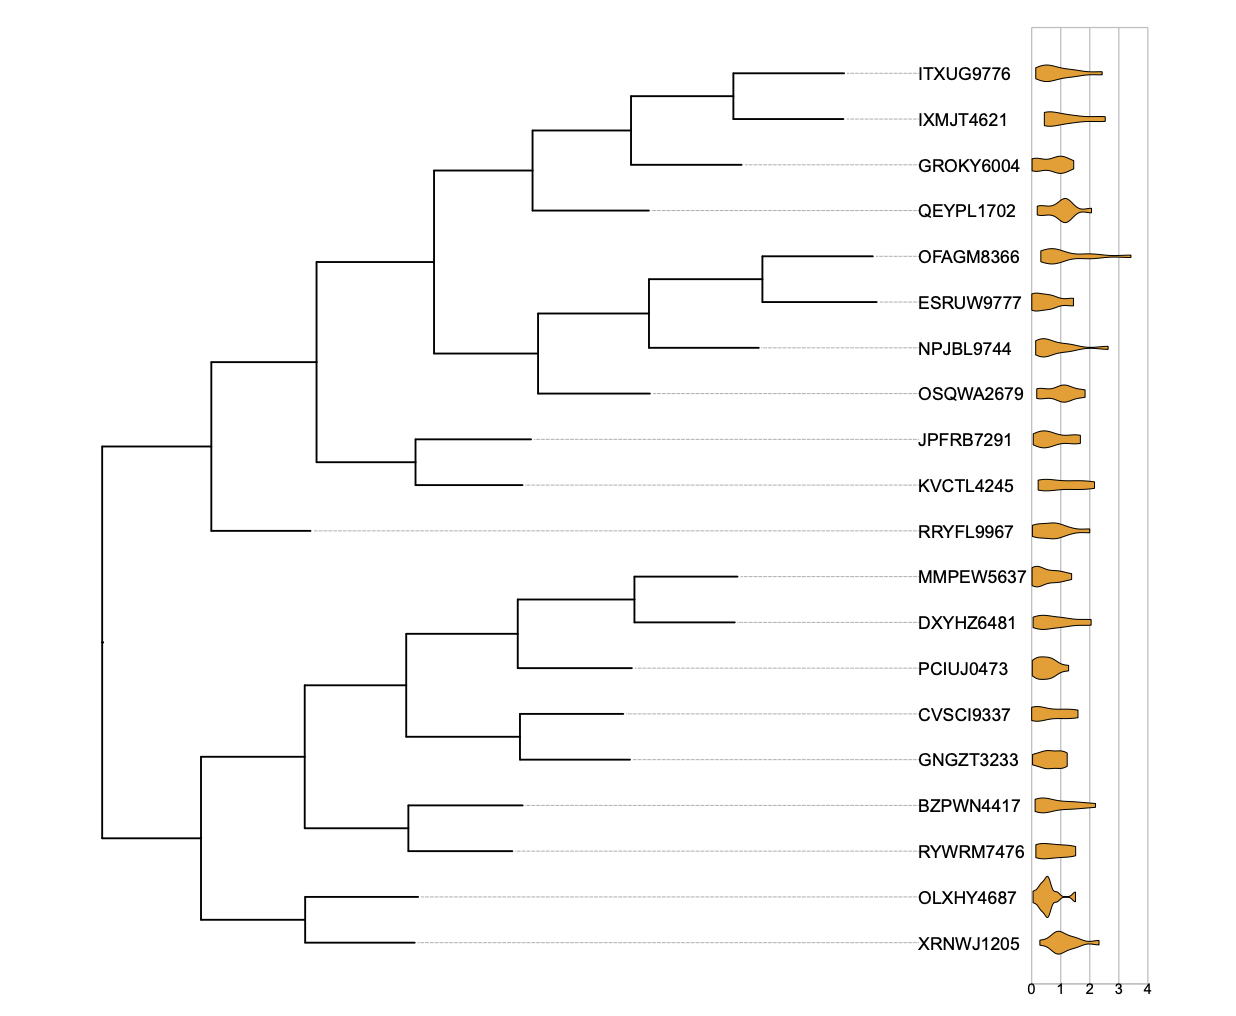 ITXUG9776
IXMJT4621
GROKY6004
QEYPL1702
OFAGM8366
ESRUW9777
NPJBL9744
OSQWA2679
JPFRB7291
KVCTL4245
RRYFL9967
MMPEW5637
DXYHZ6481
PCIUJ0473
CVSCI9337
GNGZT3233
BZPWN4417
RYWRM7476
OLXHY4687
XRNWJ1205
0 1 2 3 4